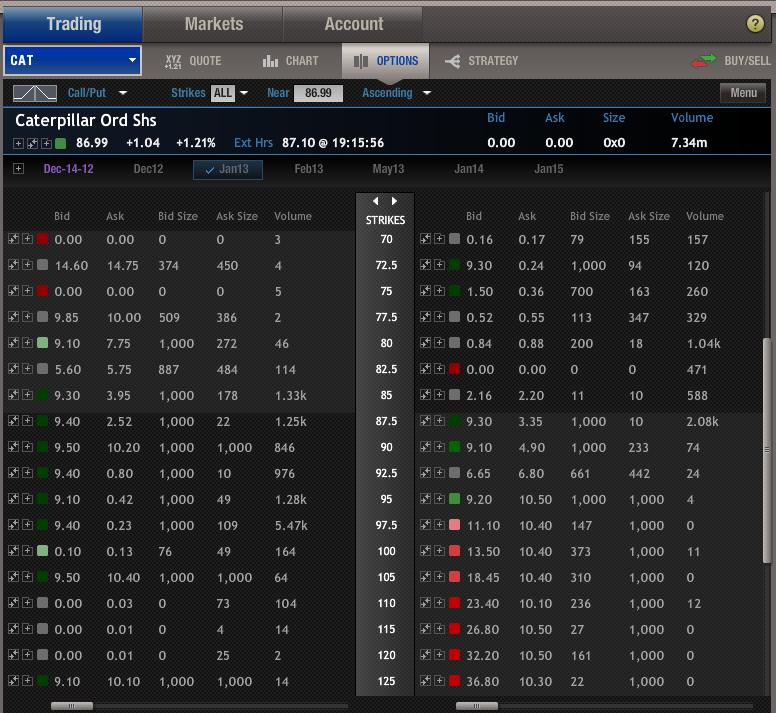 Trading Markets Account ?
CAT XYZ +1.21 QUOTE CHART OPTIONS STRATEGY BUY/SELL
Call/Put Strikes ALL Near 86.99 Ascending Menu
Caterpillar Ord Shs Bid Ask Size Volume
86.99 +1.04 +1.21% Ext Hrs 87.10 @ 19:15:56 0.00 0.00 0x0 7.34m
Dec-14-12 Dec12 Jan13 Feb13 May13 Jan14 Jan15
Bid Ask Bid Size Ask Size Volume STRIKES Bid Ask Bid Size Ask Size Volume
0.00 0.00 0 0 3 70 0.16 0.17 79 155 157
14.60 14.75 374 450 4 72.5 9.30 0.24 1,000 94 120
0.00 0.00 0 0 5 75 1.50 0.36 700 163 260
9.85 10.00 509 386 2 77.5 0.52 0.55 113 347 329
9.10 7.75 1,000 272 46 80 0.84 0.88 200 18 1.04k
5.60 5.75 887 484 114 82.5 0.00 0.00 0 0 471
9.30 3.95 1,000 178 1.33k 85 2.16 2.20 11 10 588
9.40 2.52 1,000 22 1.25k 87.5 9.30 3.35 1,000 10 2.08k
9.50 10.20 1,000 1,000 846 90 9.10 4.90 1,000 233 74
9.40 0.80 1,000 10 976 92.5 6.65 6.80 661 442 24
9.10 0.42 1,000 49 1.28k 95 9.20 10.50 1,000 1,000 4
9.40 0.23 1,000 109 5.47k 97.5 11.10 10.40 147 1,000 0
0.10 0.13 76 49 164 100 13.50 10.40 373 1,000 11
9.50 10.40 1,000 1,000 64 105 18.45 10.40 310 1,000 0
0.00 0.03 0 73 104 110 23.40 10.10 236 1,000 12
0.00 0.01 0 4 14 115 26.80 10.50 27 1,000 0
0.00 0.01 0 25 2 120 32.20 10.50 161 1,000 0
9.10 10.10 1,000 1,000 14 125 36.80 10.30 22 1,000 0